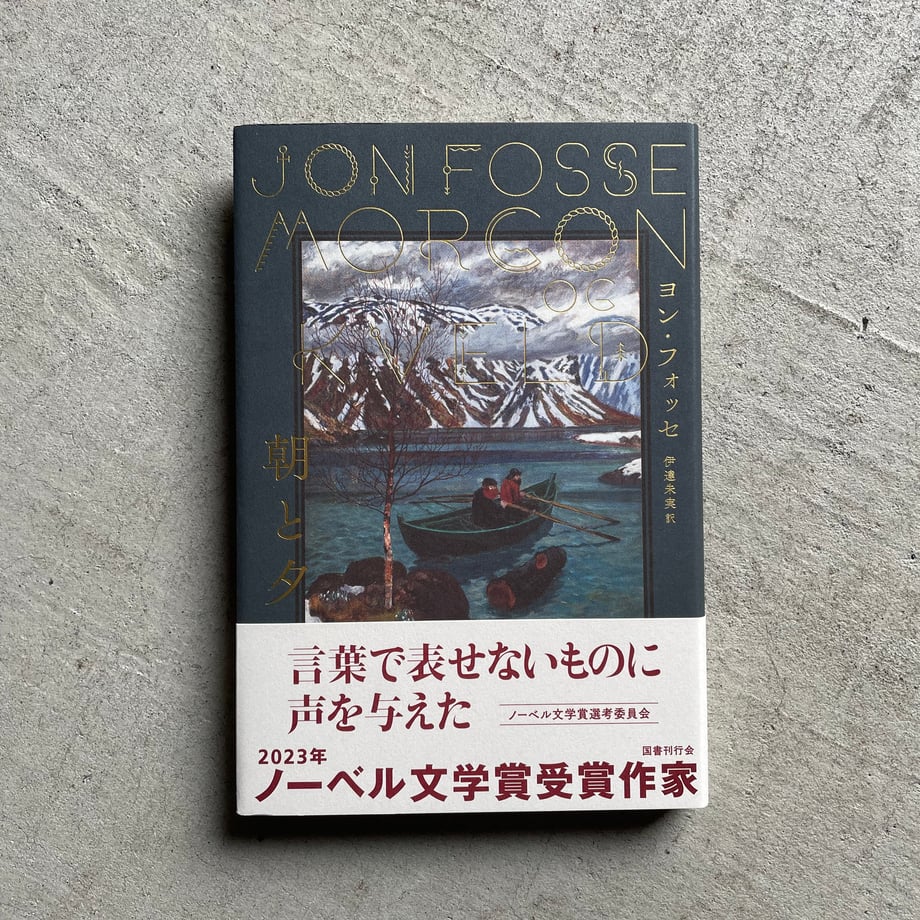 JON FOSSE
MORGON
OG
KVELD
ヨン・フォッセ
伊達朱実 訳
朝と夕
言葉で表せないものに
声を与えた
ノーベル文学賞選考委員会
2023年
国書刊行会
ノーベル文学賞受賞作家